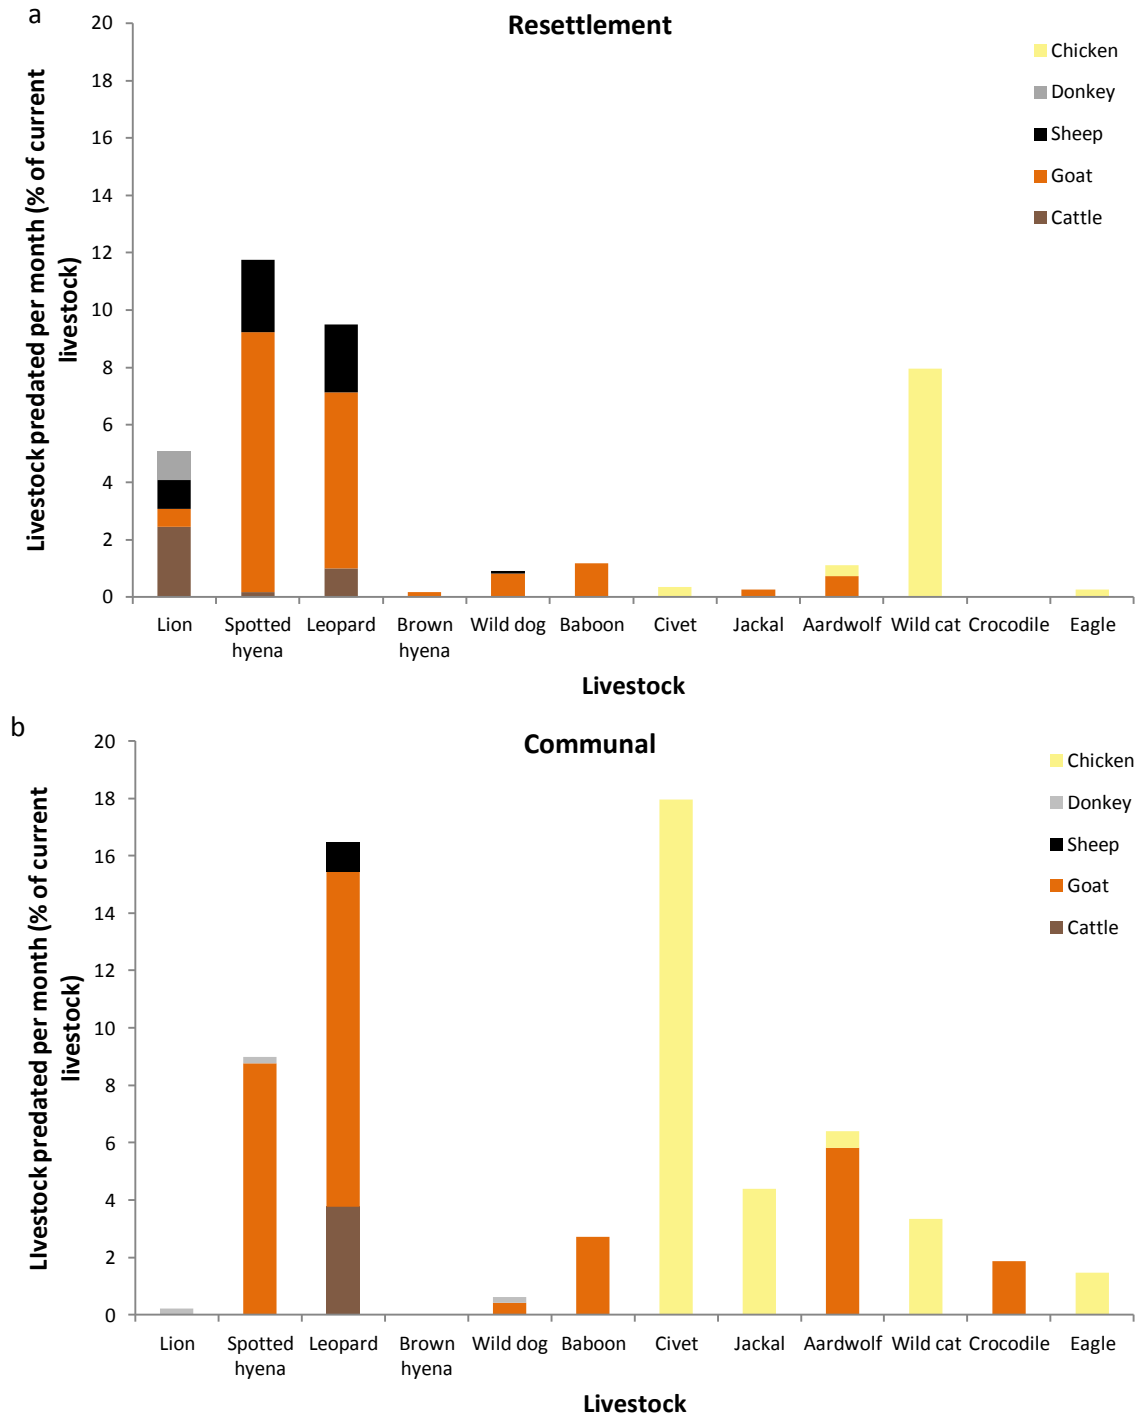 a
Resettlement
Livestock predated per month (% of current
livestock)
20
18
16
14
12
10
8
6
4
2
0
Chicken
Donkey
Sheep
Goat
Cattle
Lion
Spotted
hyena
Leopard
Brown
hyena
Wild dog
Baboon
Civet
Jackal
Aardwolf
Wild cat
Crocodile
Eagle
Livestock
b
Communal
LIvestock predated per month (% of current
livestock)
20
18
16
14
12
10
8
6
4
2
0
Chicken
Donkey
Sheep
Goat
Cattle
Lion
Spotted
hyena
Leopard
Brown
hyena
Wild dog
Baboon
Civet
Jackal
Aardwolf
Wild cat
Crocodile
Eagle
Livestock